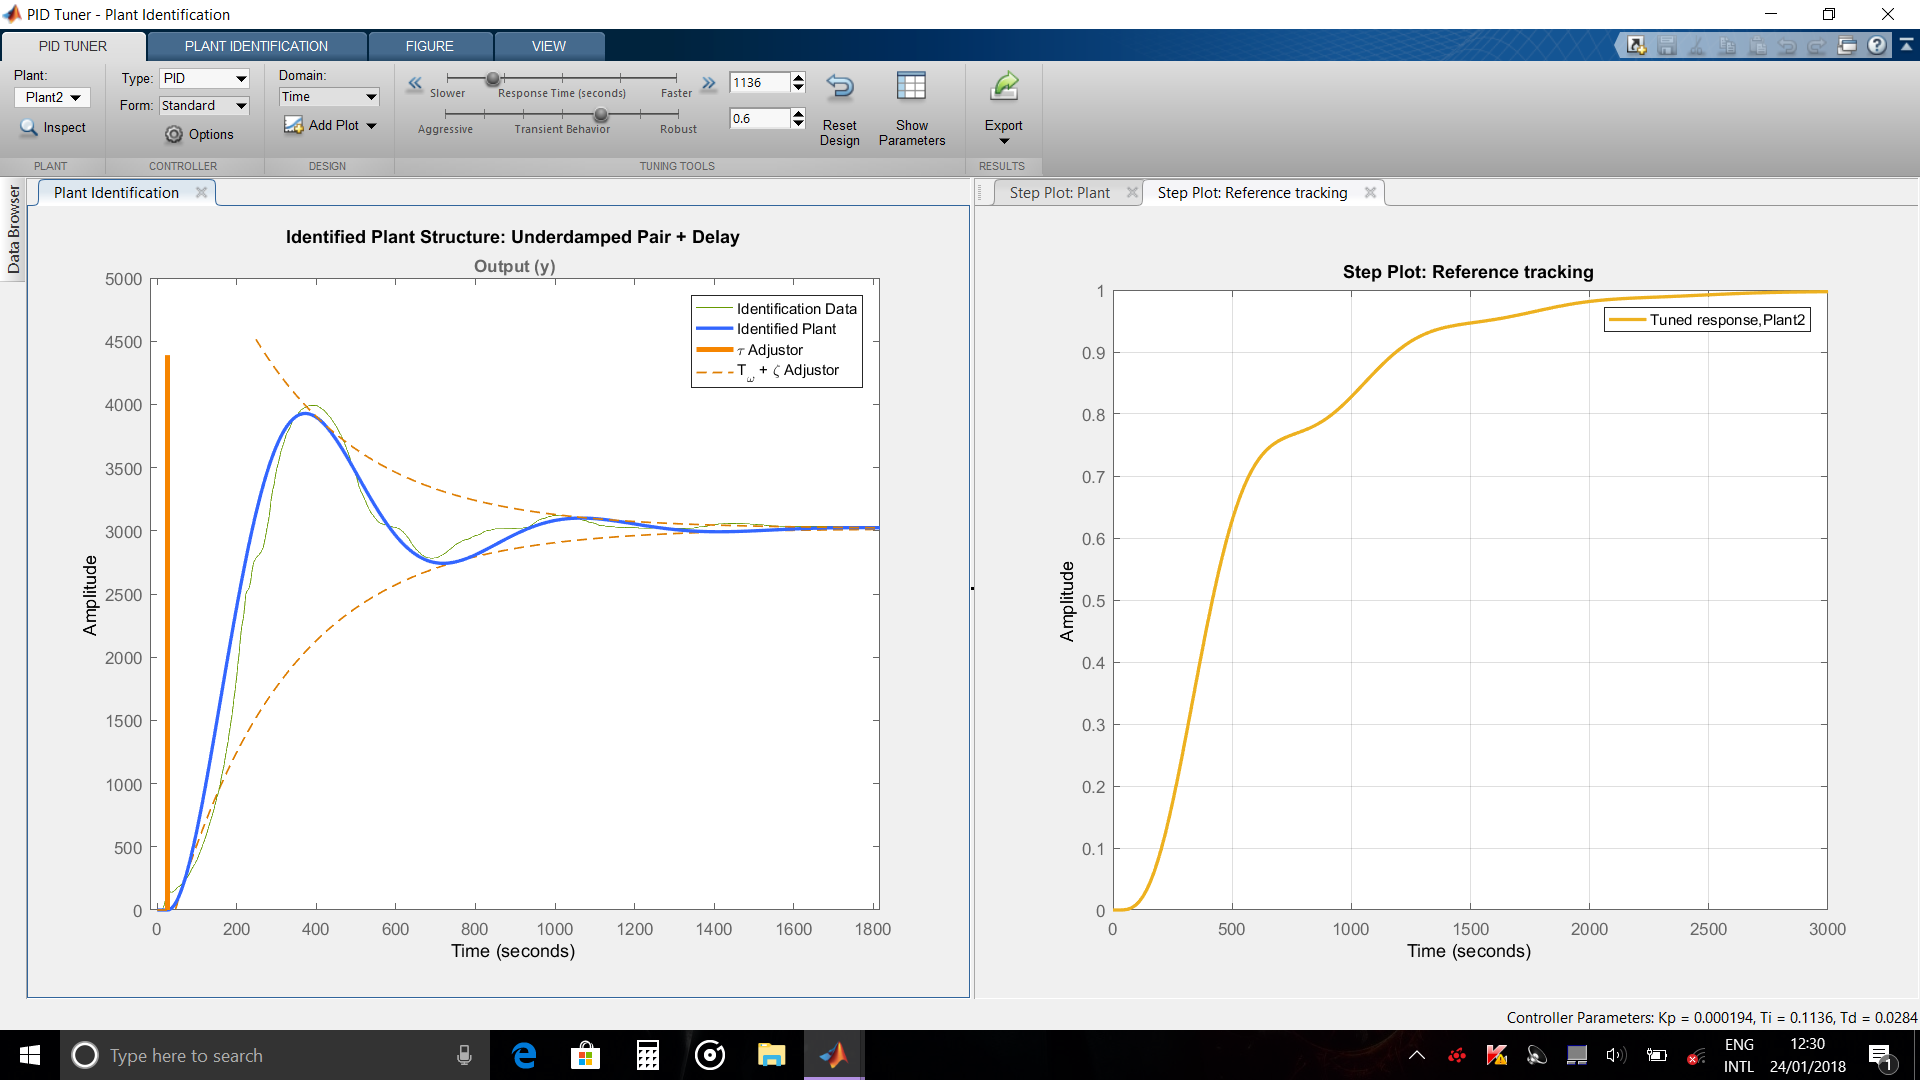 PID Tuner - Plant Identification
PID TUNER
PLANT IDENTIFICATION
FIGURE
VIEW
Plant:
Plant2
Inspect
PLANT
Type: PID
Form: Standard
Options
CONTROLLER
Domain:
Time
Add Plot
DESIGN
Slower Response Time (seconds) Faster
1136
Aggressive Transient Behavior Robust
0.6
Reset
Design
Show
Parameters
TUNING TOOLS
Export
RESULTS
Data Browser
Plant Identification
Identified Plant Structure: Underdamped Pair + Delay
Output (y)
Identification Data
Identified Plant
τ Adjustor
Tω + ζ Adjustor
5000
4500
4000
3500
3000
2500
2000
1500
1000
500
0
Amplitude
0 200 400 600 800 1000 1200 1400 1600 1800
Time (seconds)
Step Plot: Plant
Step Plot: Reference tracking
Step Plot: Reference tracking
Tuned response,Plant2
1
0.9
0.8
0.7
0.6
0.5
0.4
0.3
0.2
0.1
0
Amplitude
0 500 1000 1500 2000 2500 3000
Time (seconds)
Controller Parameters: Kp = 0.000194, Ti = 0.1136, Td = 0.0284
Type here to search
ENG
INTL
12:30
24/01/2018
1